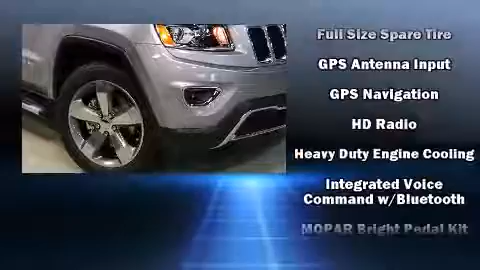 Full Size Spare Tire
GPS Antenna Input
GPS Navigation
HD Radio
Heavy Duty Engine Cooling
Integrated Voice
Command w/Bluetooth
MOPAR Bright Pedal Kit